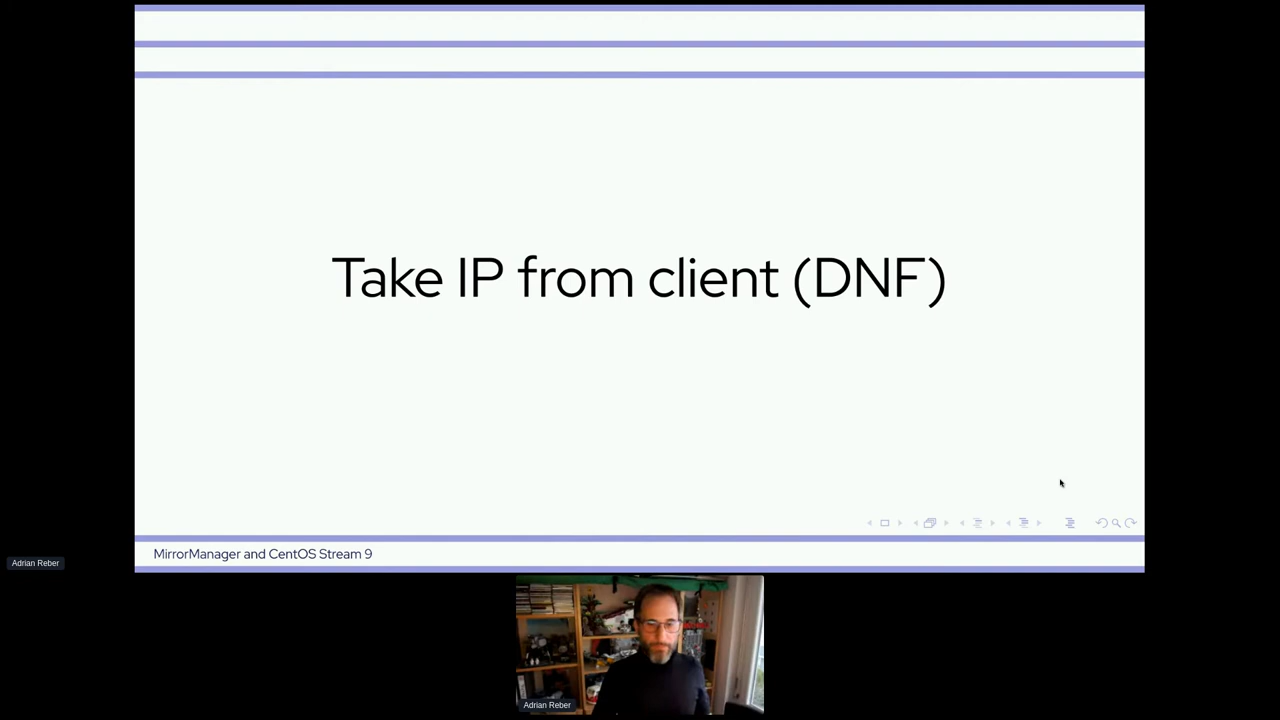 Take IP from client (DNF)
MirrorManager and CentOS Stream 9
Adrian Reber
Adrian Reber